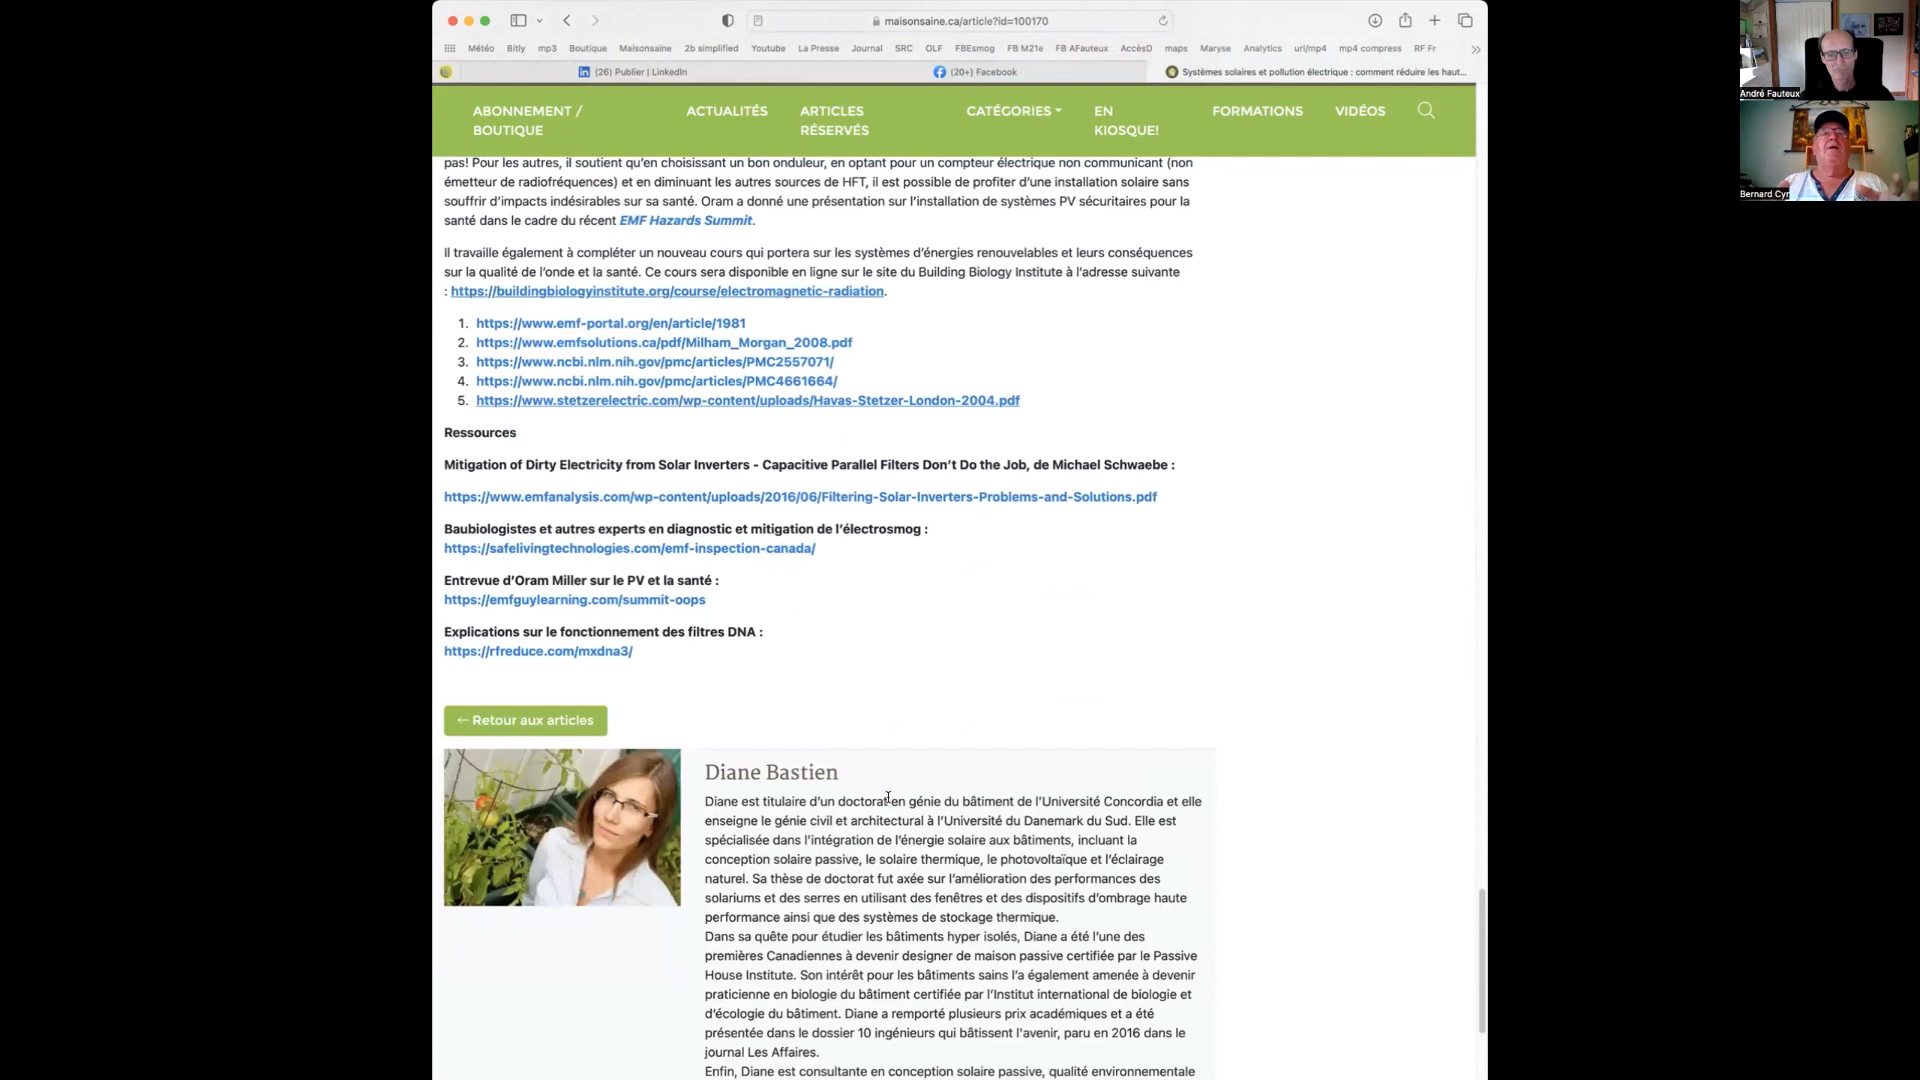 maisonsaine.ca/article?id=100170
Météo Bitly mp3 Boutique Maisonsaine 2b simplified Youtube La Presse Journal SRC OLF FBEsmog FB M21e FB AFauteux AccèsD maps Maryse Analytics url/mp4 mp4 compress RF Fr
(26) Publier | LinkedIn
(20+) Facebook
Systèmes solaires et pollution électrique : comment réduire les haut...
ABONNEMENT / BOUTIQUE
ACTUALITÉS
ARTICLES RÉSERVÉS
CATÉGORIES
EN KIOSQUE!
FORMATIONS
VIDÉOS
pas! Pour les autres, il soutient qu’en choisissant un bon onduleur, en optant pour un compteur électrique non communicant (non
émetteur de radiofréquences) et en diminuant les autres sources de HFT, il est possible de profiter d’une installation solaire sans
souffrir d’impacts indésirables sur sa santé. Oram a donné une présentation sur l’installation de systèmes PV sécuritaires pour la
santé dans le cadre du récent EMF Hazards Summit.
Il travaille également à compléter un nouveau cours qui portera sur les systèmes d’énergies renouvelables et leurs conséquences
sur la qualité de l’onde et la santé. Ce cours sera disponible en ligne sur le site du Building Biology Institute à l’adresse suivante
: https://buildingbiologyinstitute.org/course/electromagnetic-radiation.
1. https://www.emf-portal.org/en/article/1981
2. https://www.emfsolutions.ca/pdf/Milham_Morgan_2008.pdf
3. https://www.ncbi.nlm.nih.gov/pmc/articles/PMC2557071/
4. https://www.ncbi.nlm.nih.gov/pmc/articles/PMC4661664/
5. https://www.stetzerelectric.com/wp-content/uploads/Havas-Stetzer-London-2004.pdf
Ressources
Mitigation of Dirty Electricity from Solar Inverters - Capacitive Parallel Filters Don’t Do the Job, de Michael Schwaebe :
https://www.emfanalysis.com/wp-content/uploads/2016/06/Filtering-Solar-Inverters-Problems-and-Solutions.pdf
Baubiologistes et autres experts en diagnostic et mitigation de l’électrosmog :
https://safelivingtechnologies.com/emf-inspection-canada/
Entrevue d’Oram Miller sur le PV et la santé :
https://emfguylearning.com/summit-oops
Explications sur le fonctionnement des filtres DNA :
https://rfreduce.com/mxdna3/
← Retour aux articles
Diane Bastien
Diane est titulaire d’un doctorat en génie du bâtiment de l’Université Concordia et elle
enseigne le génie civil et architectural à l’Université du Danemark du Sud. Elle est
spécialisée dans l’intégration de l’énergie solaire aux bâtiments, incluant la
conception solaire passive, le solaire thermique, le photovoltaïque et l’éclairage
naturel. Sa thèse de doctorat fut axée sur l’amélioration des performances des
solariums et des serres en utilisant des fenêtres et des dispositifs d’ombrage haute
performance ainsi que des systèmes de stockage thermique.
Dans sa quête pour étudier les bâtiments hyper isolés, Diane a été l’une des
premières Canadiennes à devenir designer de maison passive certifiée par le Passive
House Institute. Son intérêt pour les bâtiments sains l’a également amenée à devenir
praticienne en biologie du bâtiment certifiée par l’Institut international de biologie et
d’écologie du bâtiment. Diane a remporté plusieurs prix académiques et a été
présentée dans le dossier 10 ingénieurs qui bâtissent l'avenir, paru en 2016 dans le
journal Les Affaires.
Enfin, Diane est consultante en conception solaire passive, qualité environnementale
André Fauteux
Bernard Cyr